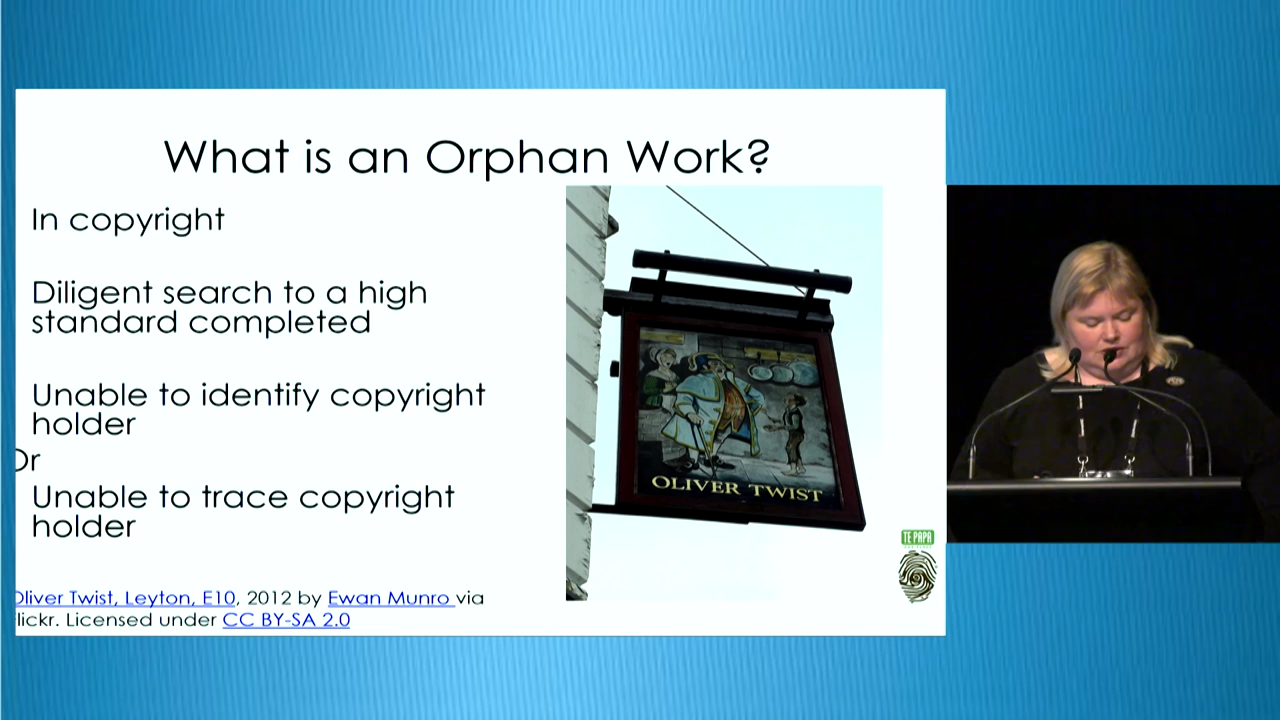 What is an Orphan Work?
In copyright
Diligent search to a high
standard completed
Unable to identify copyright
holder
Or
Unable to trace copyright
holder
OLIVER TWIST
TE PAPA
Oliver Twist, Leyton, E10, 2012 by Ewan Munro via
lickr. Licensed under CC BY-SA 2.0